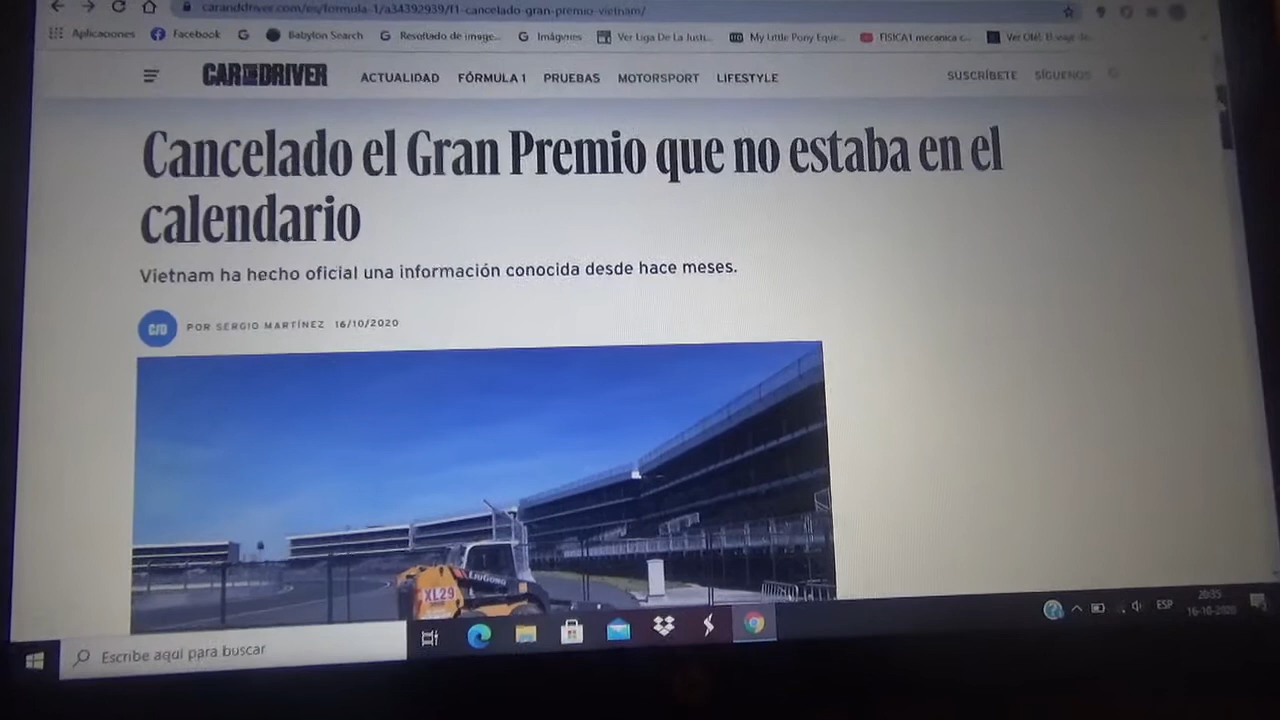 caranddriver.com/es/formula-1/a34392939/f1-cancelado-gran-premio-vietnam/
Aplicaciones Facebook Babylon Search Resultado de image... Imágenes Ver Liga De La Justi... My Little Pony Eque... FISICA1 mecanica c...
CAR AND DRIVER ACTUALIDAD FÓRMULA 1 PRUEBAS MOTORSPORT LIFESTYLE SUSCRÍBETE SÍGUENOS
Cancelado el Gran Premio que no estaba en el
calendario
Vietnam ha hecho oficial una información conocida desde hace meses.
C/D POR SERGIO MARTÍNEZ 16/10/2020
LIUGONG
XL29
Escribe aquí para buscar
ESP
20:35
16-10-2020